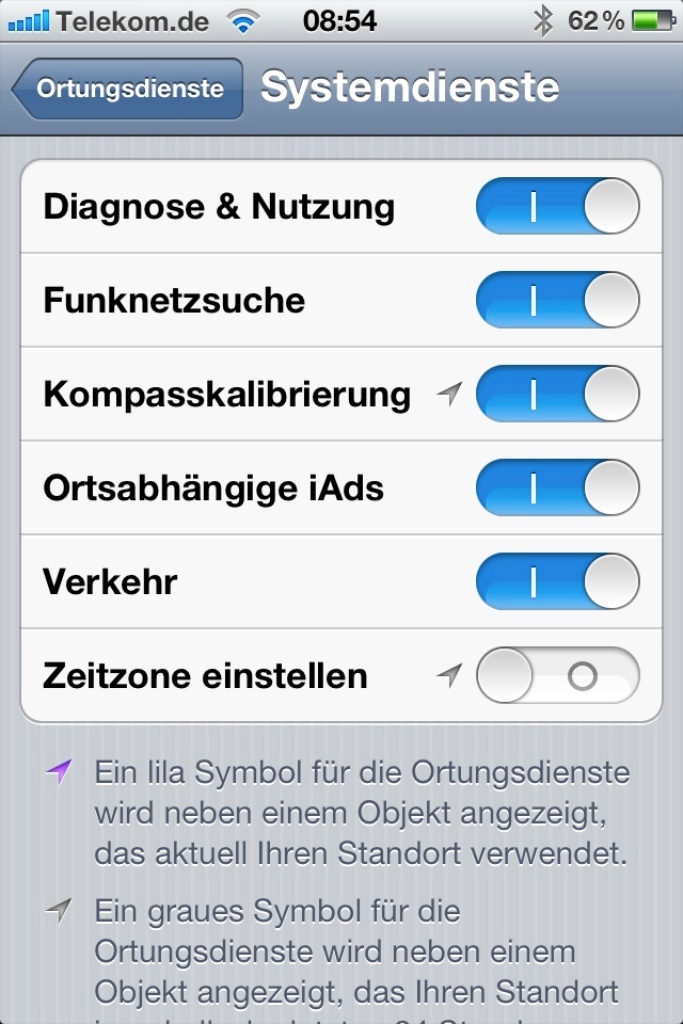 Telekom.de 08:54 62 %
Ortungsdienste Systemdienste
Diagnose & Nutzung
Funknetzsuche
Kompasskalibrierung
Ortsabhängige iAds
Verkehr
Zeitzone einstellen
Ein lila Symbol für die Ortungsdienste
wird neben einem Objekt angezeigt,
das aktuell Ihren Standort verwendet.
Ein graues Symbol für die
Ortungsdienste wird neben einem
Objekt angezeigt, das Ihren Standort